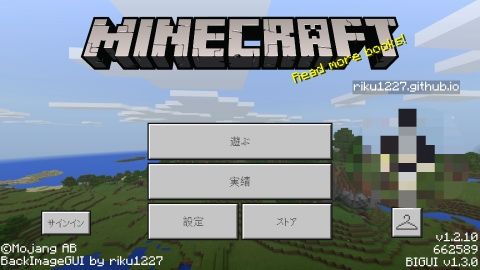 MINECRAFT
Read more books!
riku1227.github.io
遊ぶ
実績
サインイン
設定
ストア
©Mojang AB
BackImageGUI by riku1227
v1.2.10
662589
BIGUI v1.3.0